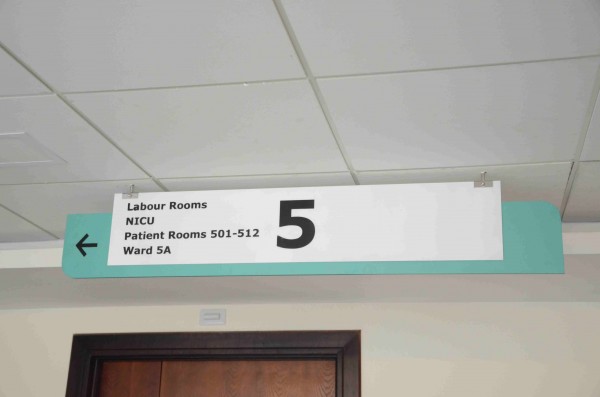 Labour Rooms
NICU
Patient Rooms 501-512
Ward 5A
5